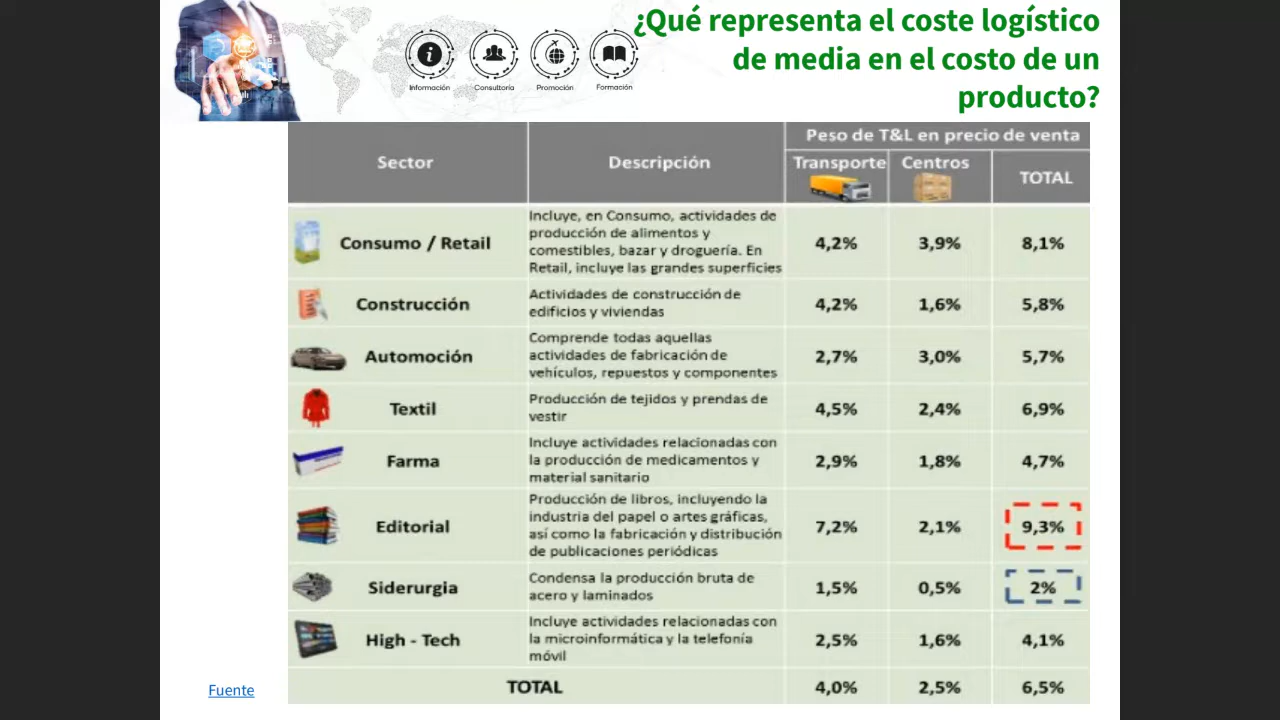 ¿Qué representa el coste logístico
de media en el costo de un
producto?
Información
Consultoría
Promoción
Formación
Sector
Descripción
Peso de T&L en precio de venta
Transporte
Centros
TOTAL
Consumo / Retail
Incluye, en Consumo, actividades de
producción de alimentos y
comestibles, bazar y droguería. En
Retail, incluye las grandes superficies
4,2%
3,9%
8,1%
Construcción
Actividades de construcción de
edificios y viviendas
4,2%
1,6%
5,8%
Automoción
Comprende todas aquellas
actividades de fabricación de
vehículos, repuestos y componentes
2,7%
3,0%
5,7%
Textil
Producción de tejidos y prendas de
vestir
4,5%
2,4%
6,9%
Farma
Incluye actividades relacionadas con
la producción de medicamentos y
material sanitario
2,9%
1,8%
4,7%
Editorial
Producción de libros, incluyendo la
industria del papel o artes gráficas,
así como la fabricación y distribución
de publicaciones periódicas
7,2%
2,1%
9,3%
Siderurgia
Condensa la producción bruta de
acero y laminados
1,5%
0,5%
2%
High - Tech
Incluye actividades relacionadas con
la microinformática y la telefonía
móvil
2,5%
1,6%
4,1%
TOTAL
4,0%
2,5%
6,5%
Fuente